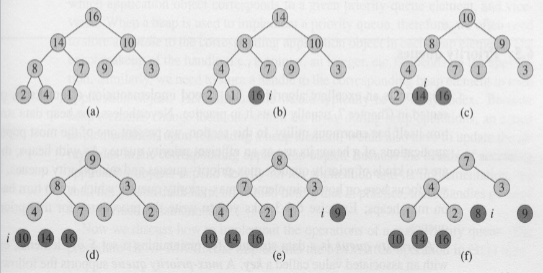 16
14 10
8 7 9 3
2 4 1
(a)
14
8 10
4 7 9 3
2 1 16 i
(b)
10
8 9
4 7 1 3
i
2 14 16
(c)
9
8 3
4 7 1 2
i 10 14 16
(d)
8
7 3
4 2 1 i 9
10 14 16
(e)
7
4 3
1 2 8 i 9
10 14 16
(f)